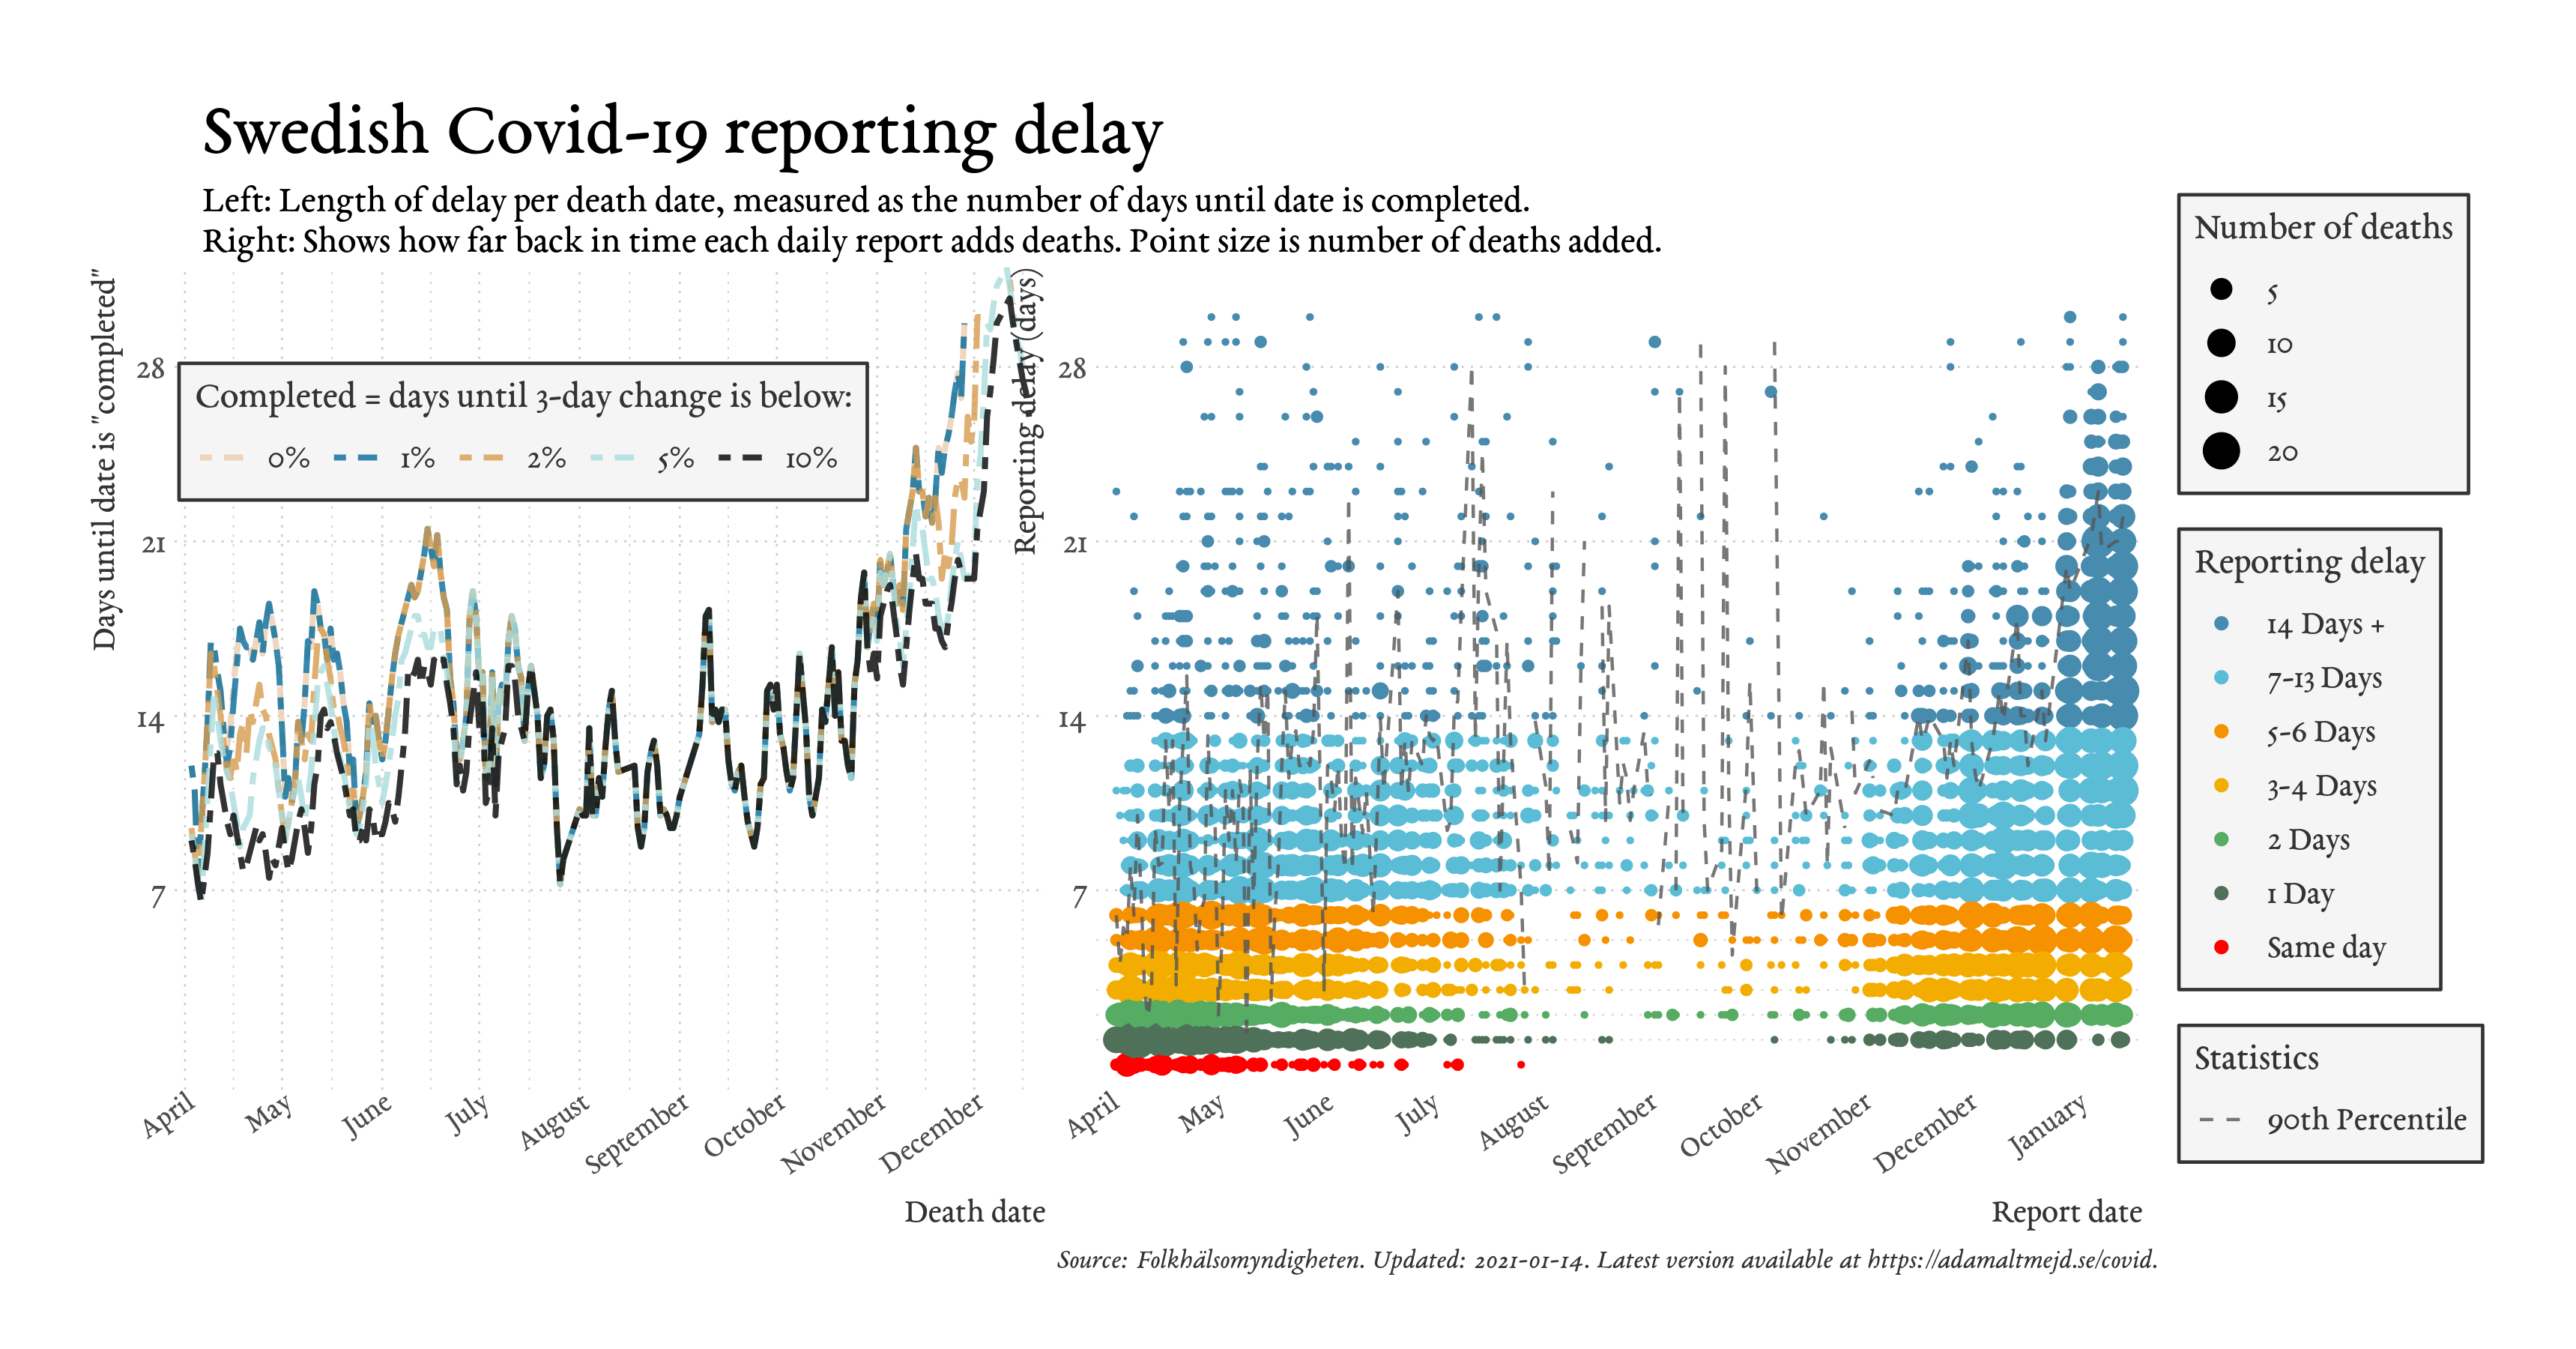 Swedish Covid-19 reporting delay
Left: Length of delay per death date, measured as the number of days until date is completed.
Right: Shows how far back in time each daily report adds deaths. Point size is number of deaths added.
Days until date is "completed"
28
21
14
7
Completed = days until 3-day change is below:
0% 1% 2% 5% 10%
April May June July August September October November December
Death date
Reporting delay (days)
28
21
14
7
April May June July August September October November December January
Report date
Number of deaths
5
10
15
20
Reporting delay
14 Days +
7-13 Days
5-6 Days
3-4 Days
2 Days
1 Day
Same day
Statistics
90th Percentile
Source: Folkhälsomyndigheten. Updated: 2021-01-14. Latest version available at https://adamaltmejd.se/covid.